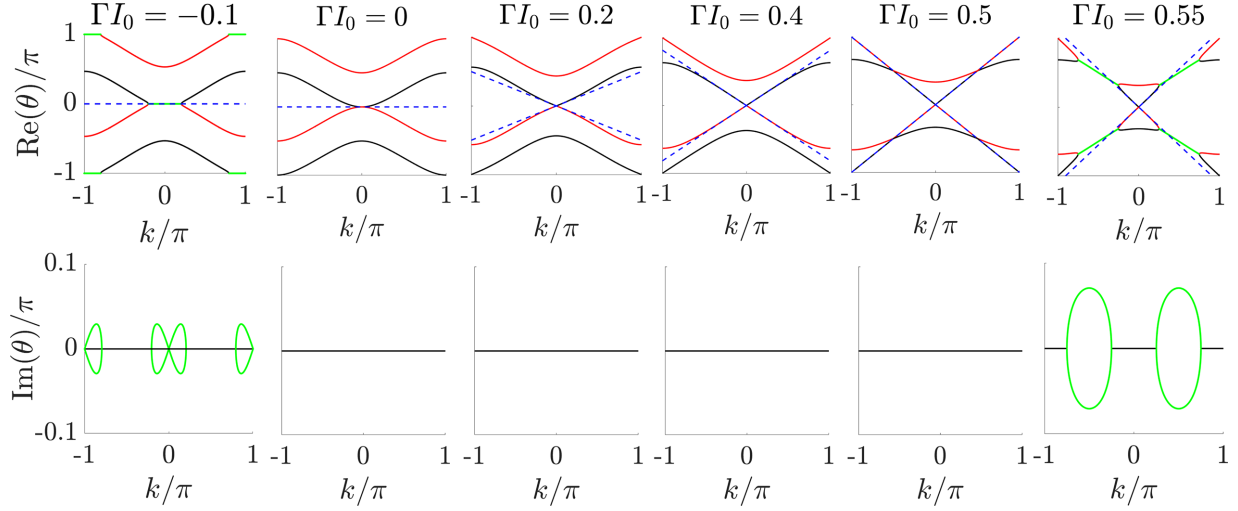 ΓI₀ = −0.1 ΓI₀ = 0 ΓI₀ = 0.2 ΓI₀ = 0.4 ΓI₀ = 0.5 ΓI₀ = 0.55
Re(θ)/π
1
0
-1
-1 0 1 -1 0 1 -1 0 1 -1 0 1 -1 0 1 -1 0 1
k/π k/π k/π k/π k/π k/π
Im(θ)/π
0.1
0
-0.1
-1 0 1 -1 0 1 -1 0 1 -1 0 1 -1 0 1 -1 0 1
k/π k/π k/π k/π k/π k/π